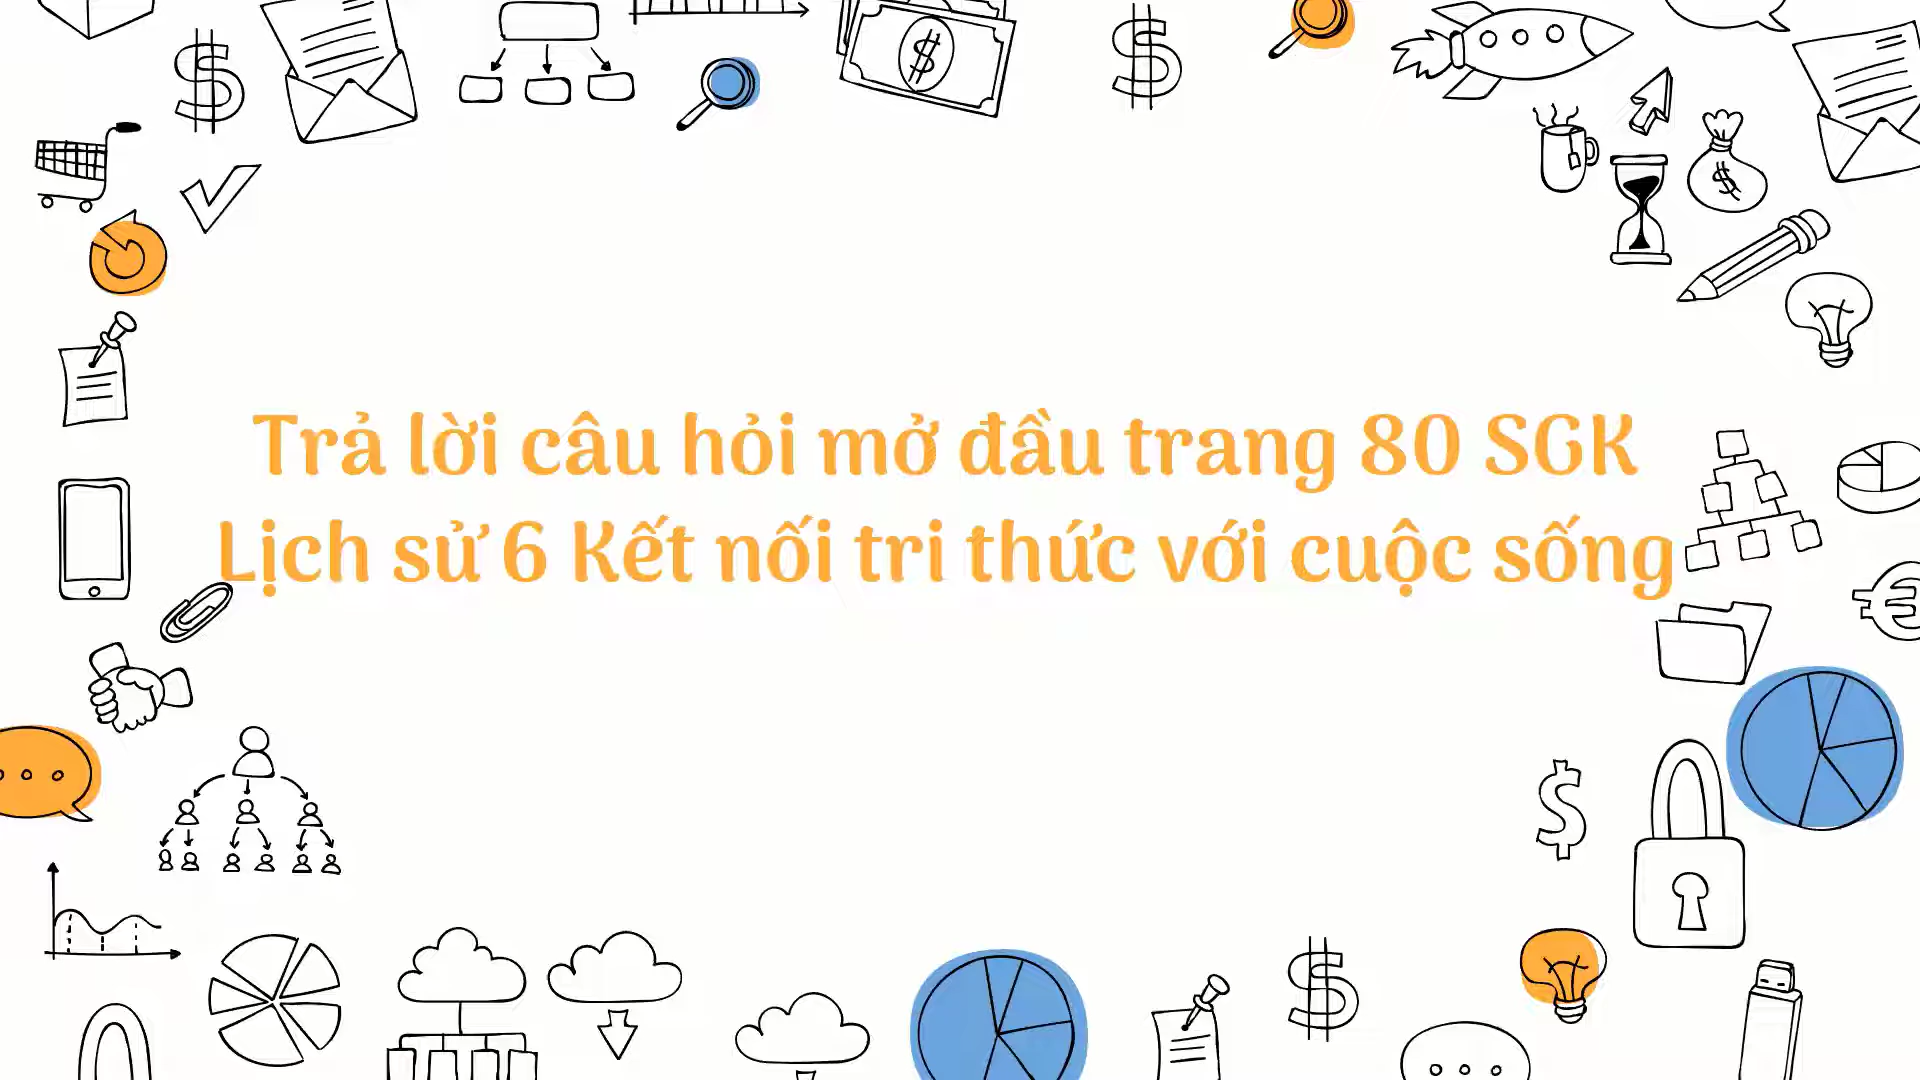 Trả lời câu hỏi mở đầu trang 80 SGK
Lịch sử 6 Kết nối tri thức với cuộc sống